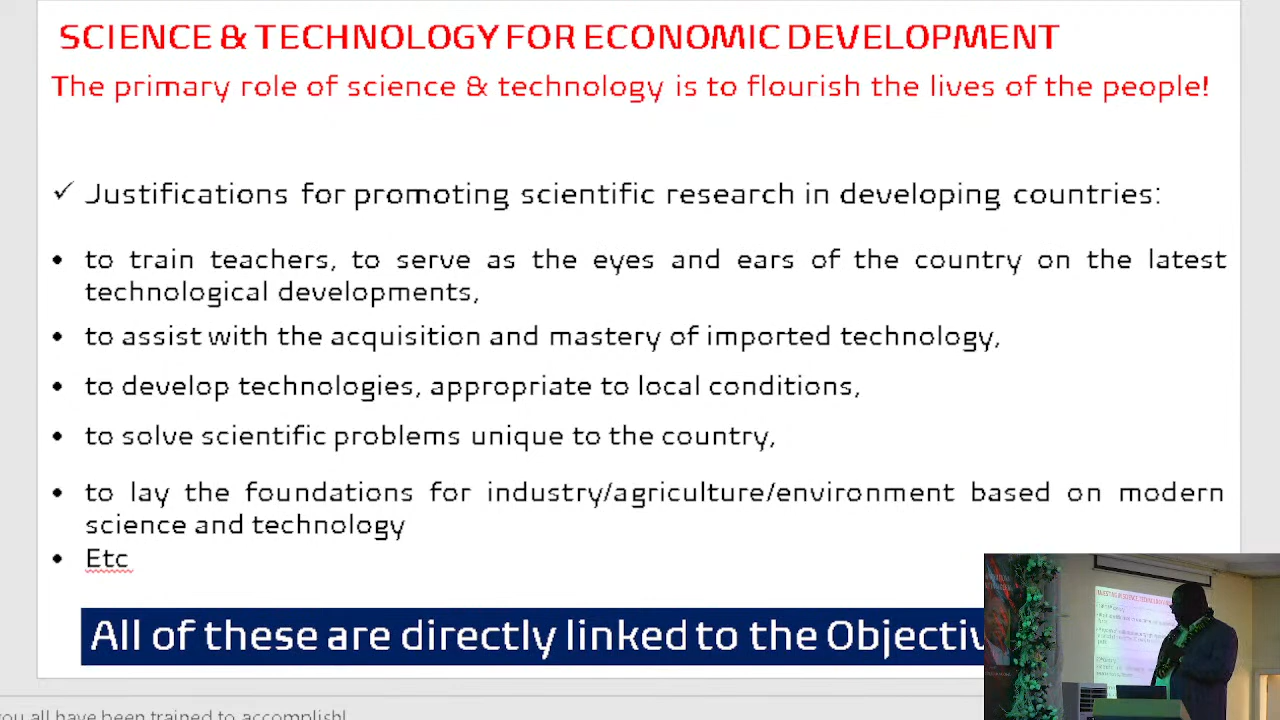 SCIENCE & TECHNOLOGY FOR ECONOMIC DEVELOPMENT
The primary role of science & technology is to flourish the lives of the people!
✓ Justifications for promoting scientific research in developing countries:
• to train teachers, to serve as the eyes and ears of the country on the latest
technological developments,
• to assist with the acquisition and mastery of imported technology,
• to develop technologies, appropriate to local conditions,
• to solve scientific problems unique to the country,
• to lay the foundations for industry/agriculture/environment based on modern
science and technology
• Etc
All of these are directly linked to the Objectiv
you all have been trained to accomplish!